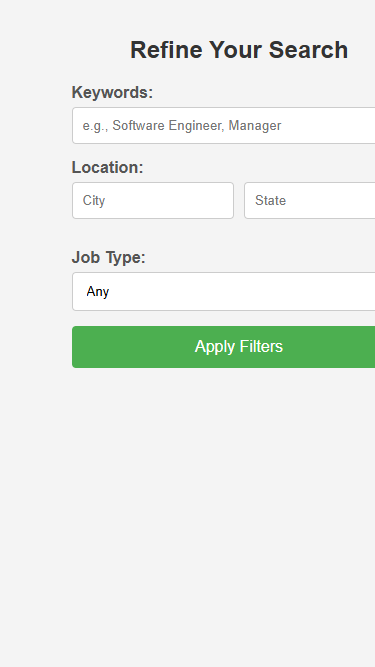 Refine Your Search
Keywords:
e.g., Software Engineer, Manager
Location:
City State
Job Type:
Any
Apply Filters